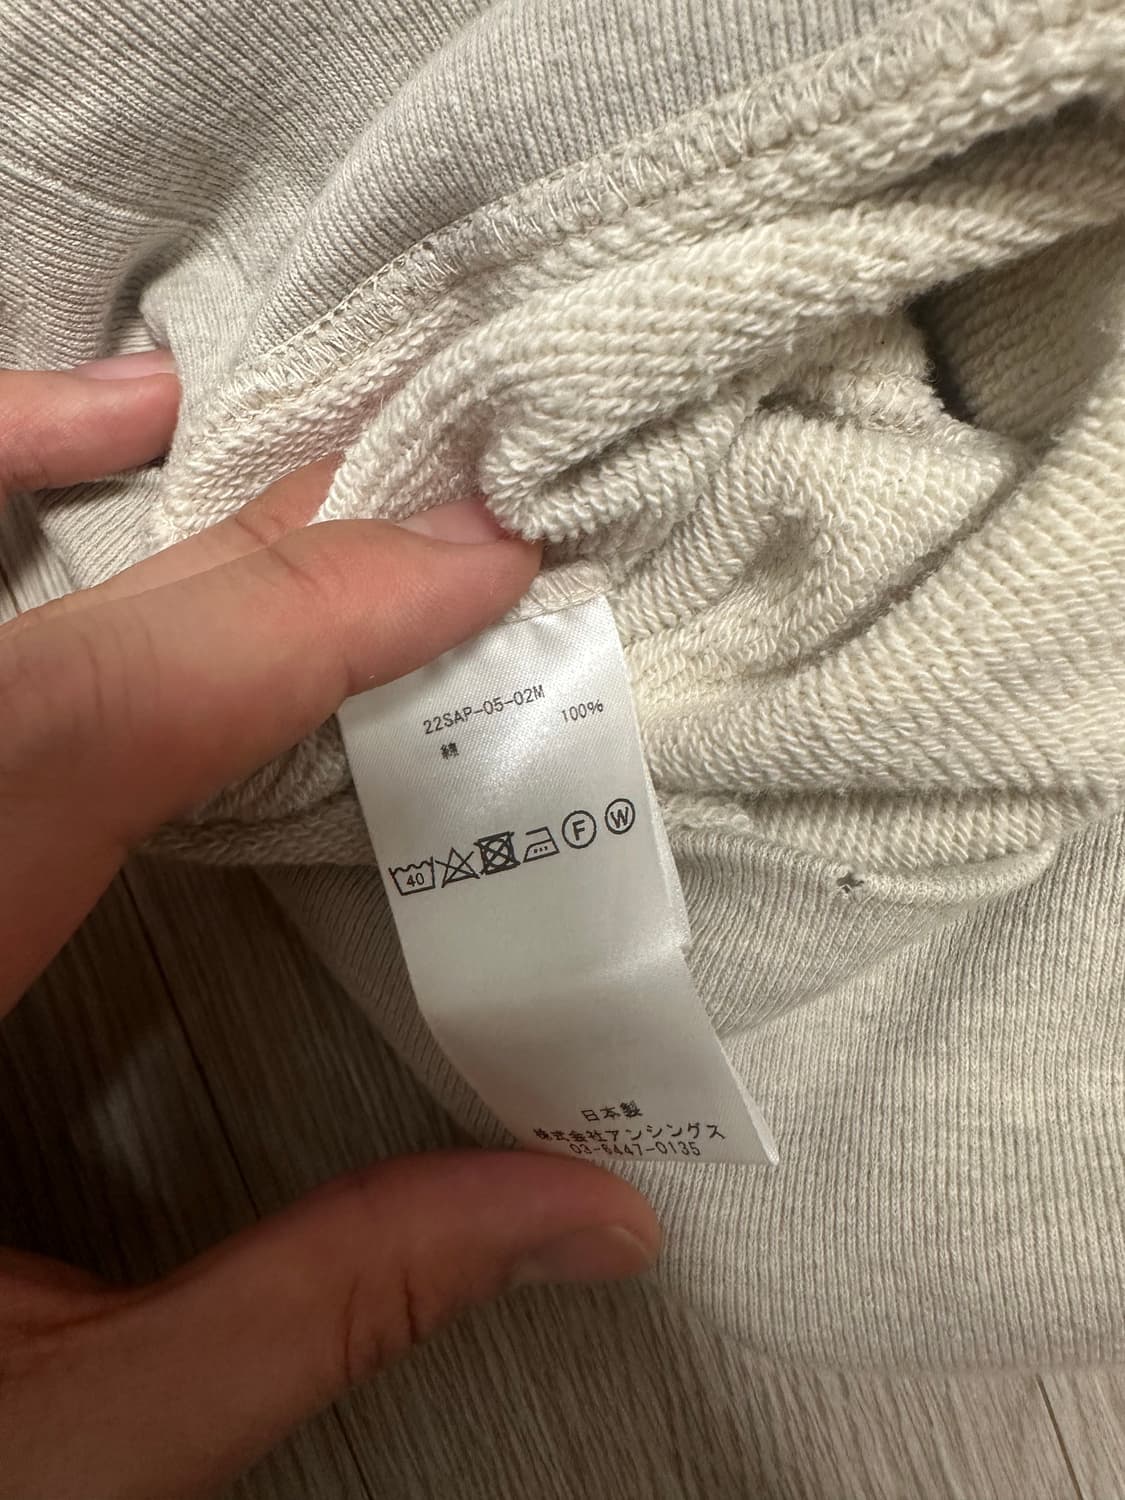 22SAP-05-02M
綿 100%
40 F W
日本製
株式会社アンシングス
03-6447-0135